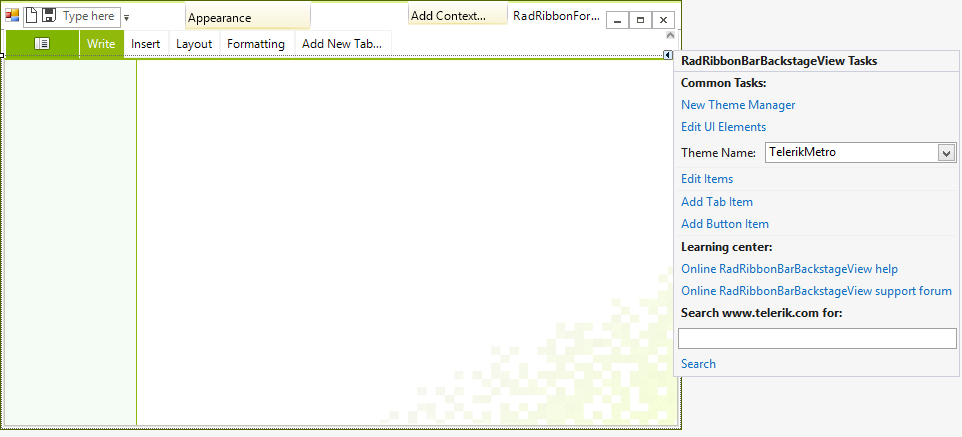 Type here
Appearance
Add Context...
RadRibbonFor...
Write
Insert
Layout
Formatting
Add New Tab...
RadRibbonBarBackstageView Tasks
Common Tasks:
New Theme Manager
Edit UI Elements
Theme Name: TelerikMetro
Edit Items
Add Tab Item
Add Button Item
Learning center:
Online RadRibbonBarBackstageView help
Online RadRibbonBarBackstageView support forum
Search www.telerik.com for:
Search